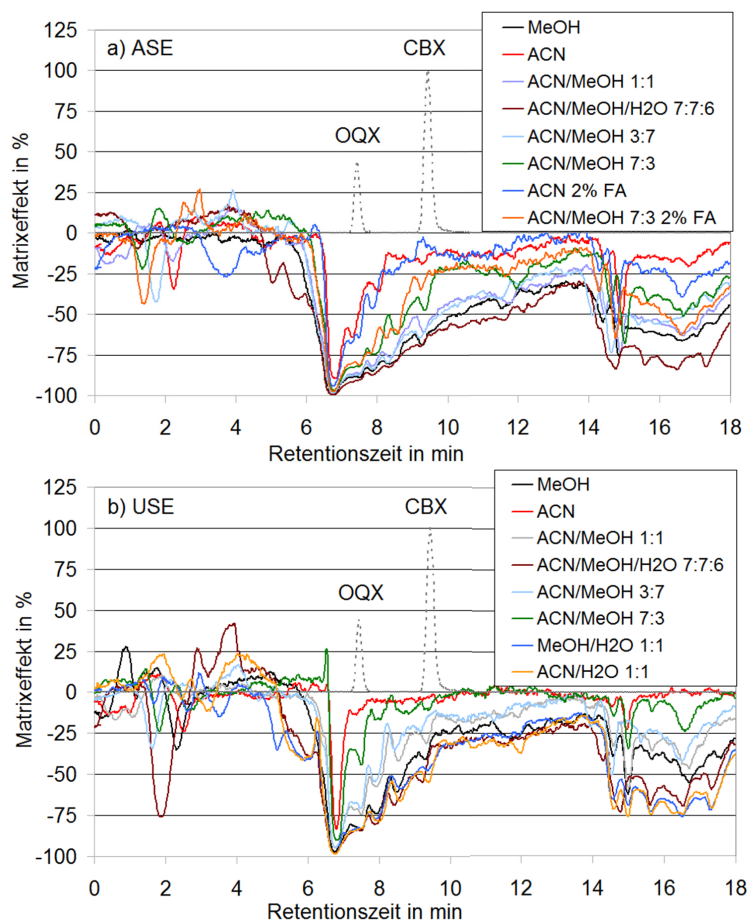 a) ASE
CBX
OQX
MeOH
ACN
ACN/MeOH 1:1
ACN/MeOH/H2O 7:7:6
ACN/MeOH 3:7
ACN/MeOH 7:3
ACN 2% FA
ACN/MeOH 7:3 2% FA
Matrixeffekt in %
125
100
75
50
25
0
-25
-50
-75
-100
0 2 4 6 8 10 12 14 16 18
Retentionszeit in min
b) USE
CBX
OQX
MeOH
ACN
ACN/MeOH 1:1
ACN/MeOH/H2O 7:7:6
ACN/MeOH 3:7
ACN/MeOH 7:3
MeOH/H2O 1:1
ACN/H2O 1:1
Matrixeffekt in %
125
100
75
50
25
0
-25
-50
-75
-100
0 2 4 6 8 10 12 14 16 18
Retentionszeit in min